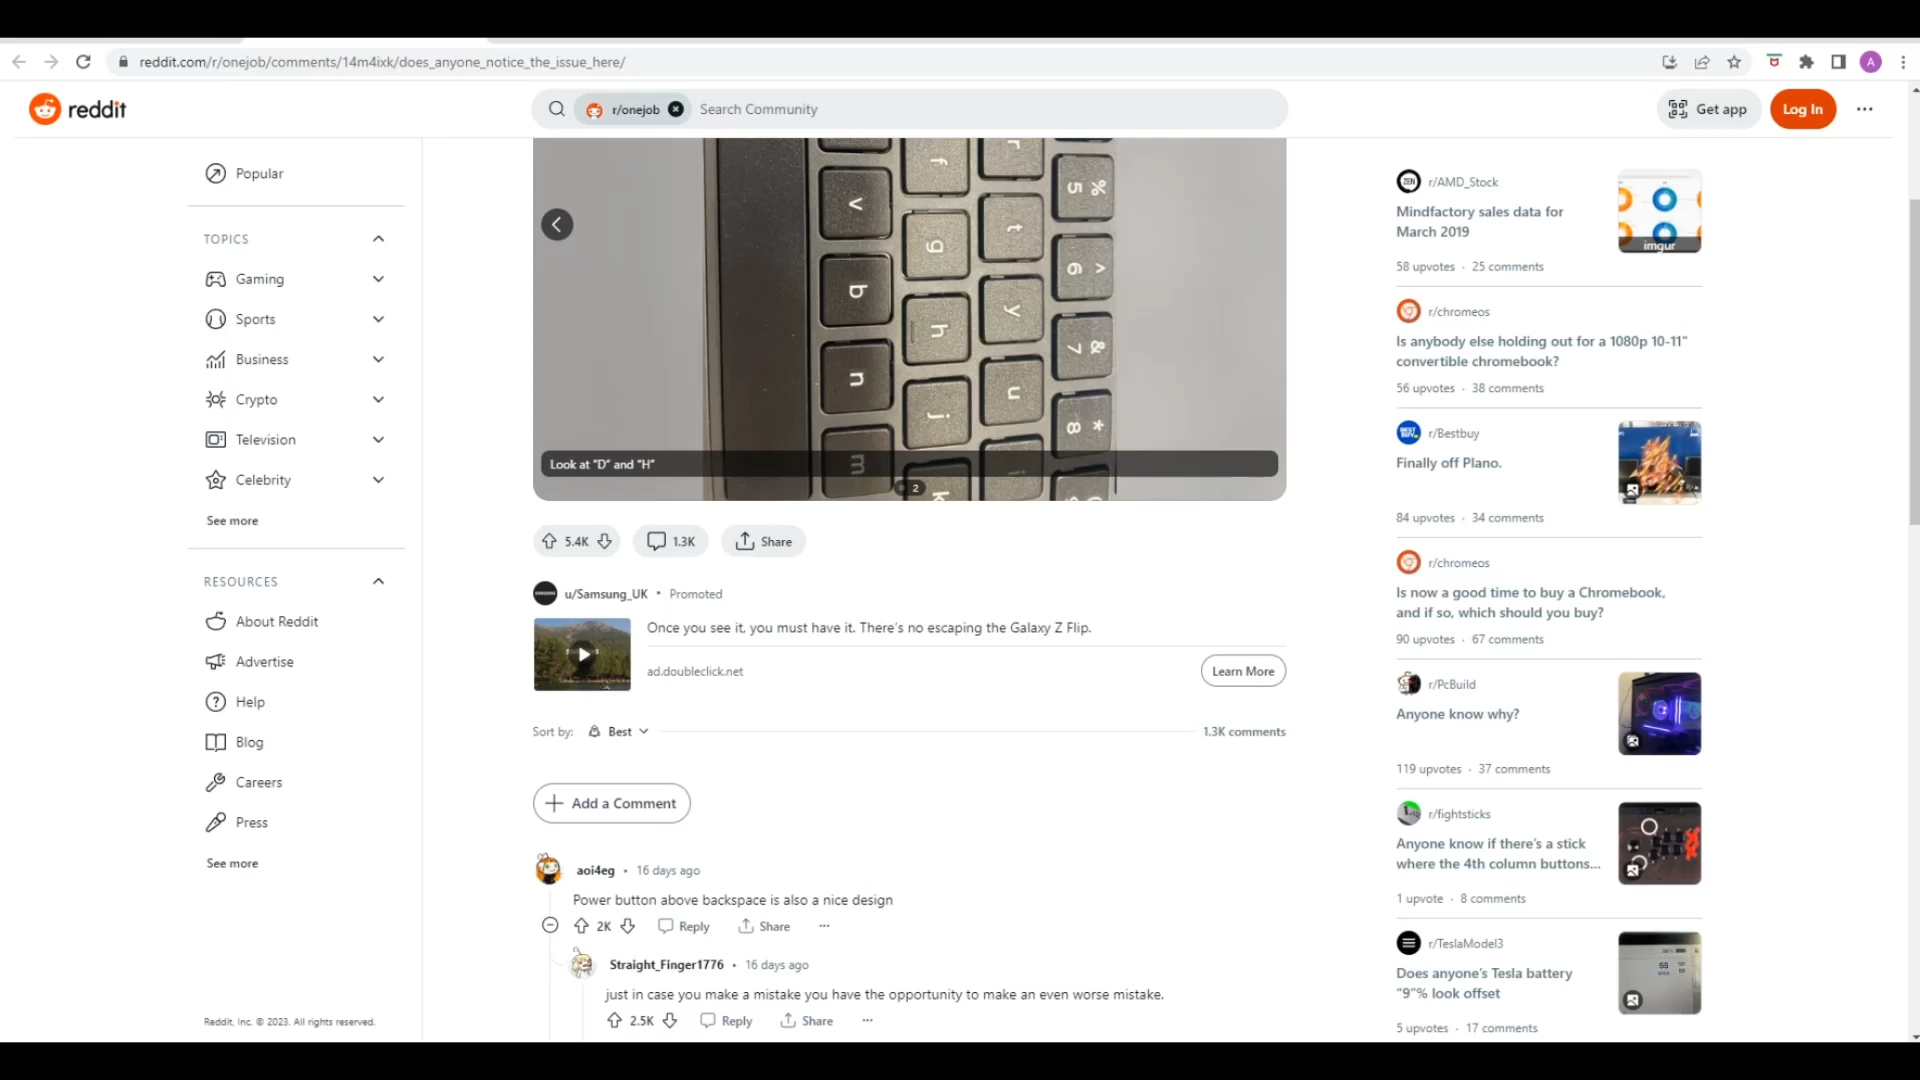 reddit.com/r/onejob/comments/14m4ixk/does_anyone_notice_the_issue_here/
A
reddit
r/onejob
Search Community
Get app
Log In
Popular
TOPICS
Gaming
Sports
Business
Crypto
Television
Celebrity
See more
RESOURCES
About Reddit
Advertise
Help
Blog
Careers
Press
See more
Reddit, Inc. © 2023. All rights reserved.
f r % 5
v g t ^ 6
b h y & 7
n j u * 8
m k i (
Look at "D" and "H"
2
5.4K
1.3K
Share
u/Samsung_UK • Promoted
Once you see it, you must have it. There's no escaping the Galaxy Z Flip.
ad.doubleclick.net
Learn More
Sort by: Best
1.3K comments
Add a Comment
aoi4eg • 16 days ago
Power button above backspace is also a nice design
2K Reply Share
Straight_Finger1776 • 16 days ago
just in case you make a mistake you have the opportunity to make an even worse mistake.
2.5K Reply Share
ZEN r/AMD_Stock
Mindfactory sales data for
March 2019
imgur
58 upvotes · 25 comments
r/chromeos
Is anybody else holding out for a 1080p 10-11"
convertible chromebook?
56 upvotes · 38 comments
BEST BUY r/Bestbuy
Finally off Plano.
84 upvotes · 34 comments
r/chromeos
Is now a good time to buy a Chromebook,
and if so, which should you buy?
90 upvotes · 67 comments
r/PcBuild
Anyone know why?
119 upvotes · 37 comments
r/fightsticks
Anyone know if there's a stick
where the 4th column buttons...
1 upvote · 8 comments
r/TeslaModel3
Does anyone's Tesla battery
"9"% look offset
55
5 upvotes · 17 comments